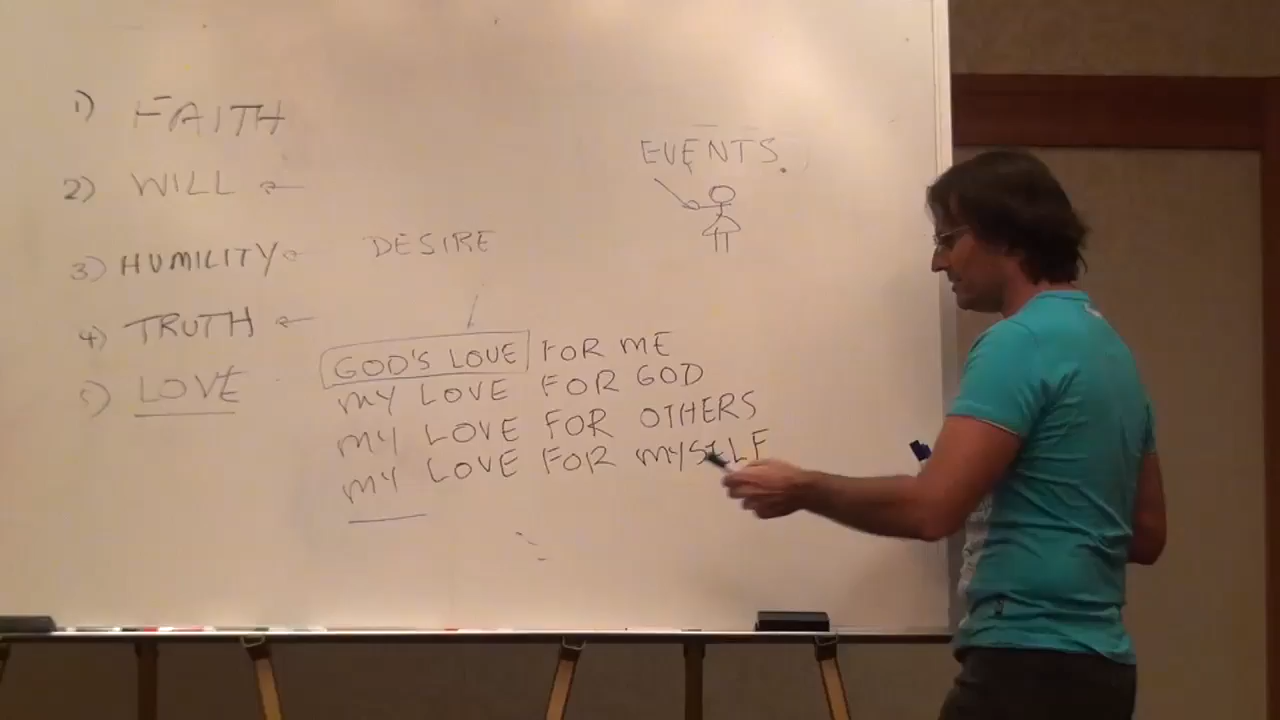 1) FAITH
2) WILL ←
3) HUMILITY
4) TRUTH ←
5) LOVE
EVENTS.
DESIRE
GOD'S LOVE FOR ME
MY LOVE FOR GOD
MY LOVE FOR OTHERS
MY LOVE FOR MYSELF